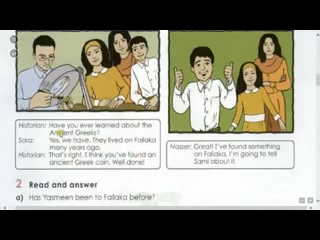 Historian: Have you ever learned about the
Ancient Greeks?
Sara: Yes, we have. They lived on Failaka
many years ago.
Historian: That's right. I think you've found an
ancient Greek coin. Well done!
Nasser: Great! I've found something
on Failaka. I'm going to tell
Sami about it.
2 Read and answer
a) Has Yasmeen been to Failaka before?